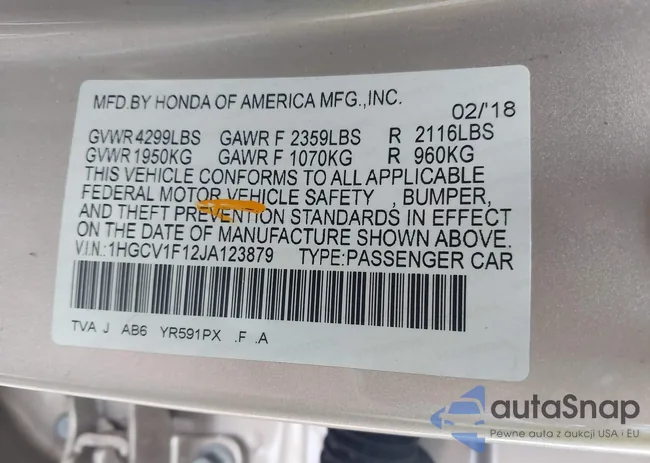 MFD.BY HONDA OF AMERICA MFG.,INC.
02/'18
GVWR 4299LBS GAWR F 2359LBS R 2116LBS
GVWR 1950KG GAWR F 1070KG R 960KG
THIS VEHICLE CONFORMS TO ALL APPLICABLE
FEDERAL MOTOR VEHICLE SAFETY , BUMPER,
AND THEFT PREVENTION STANDARDS IN EFFECT
ON THE DATE OF MANUFACTURE SHOWN ABOVE.
V.I.N.:1HGCV1F12JA123879 TYPE:PASSENGER CAR
TVA J AB6 YR591PX .F .A
autaSnap
Pewne auta z aukcji USA i EU